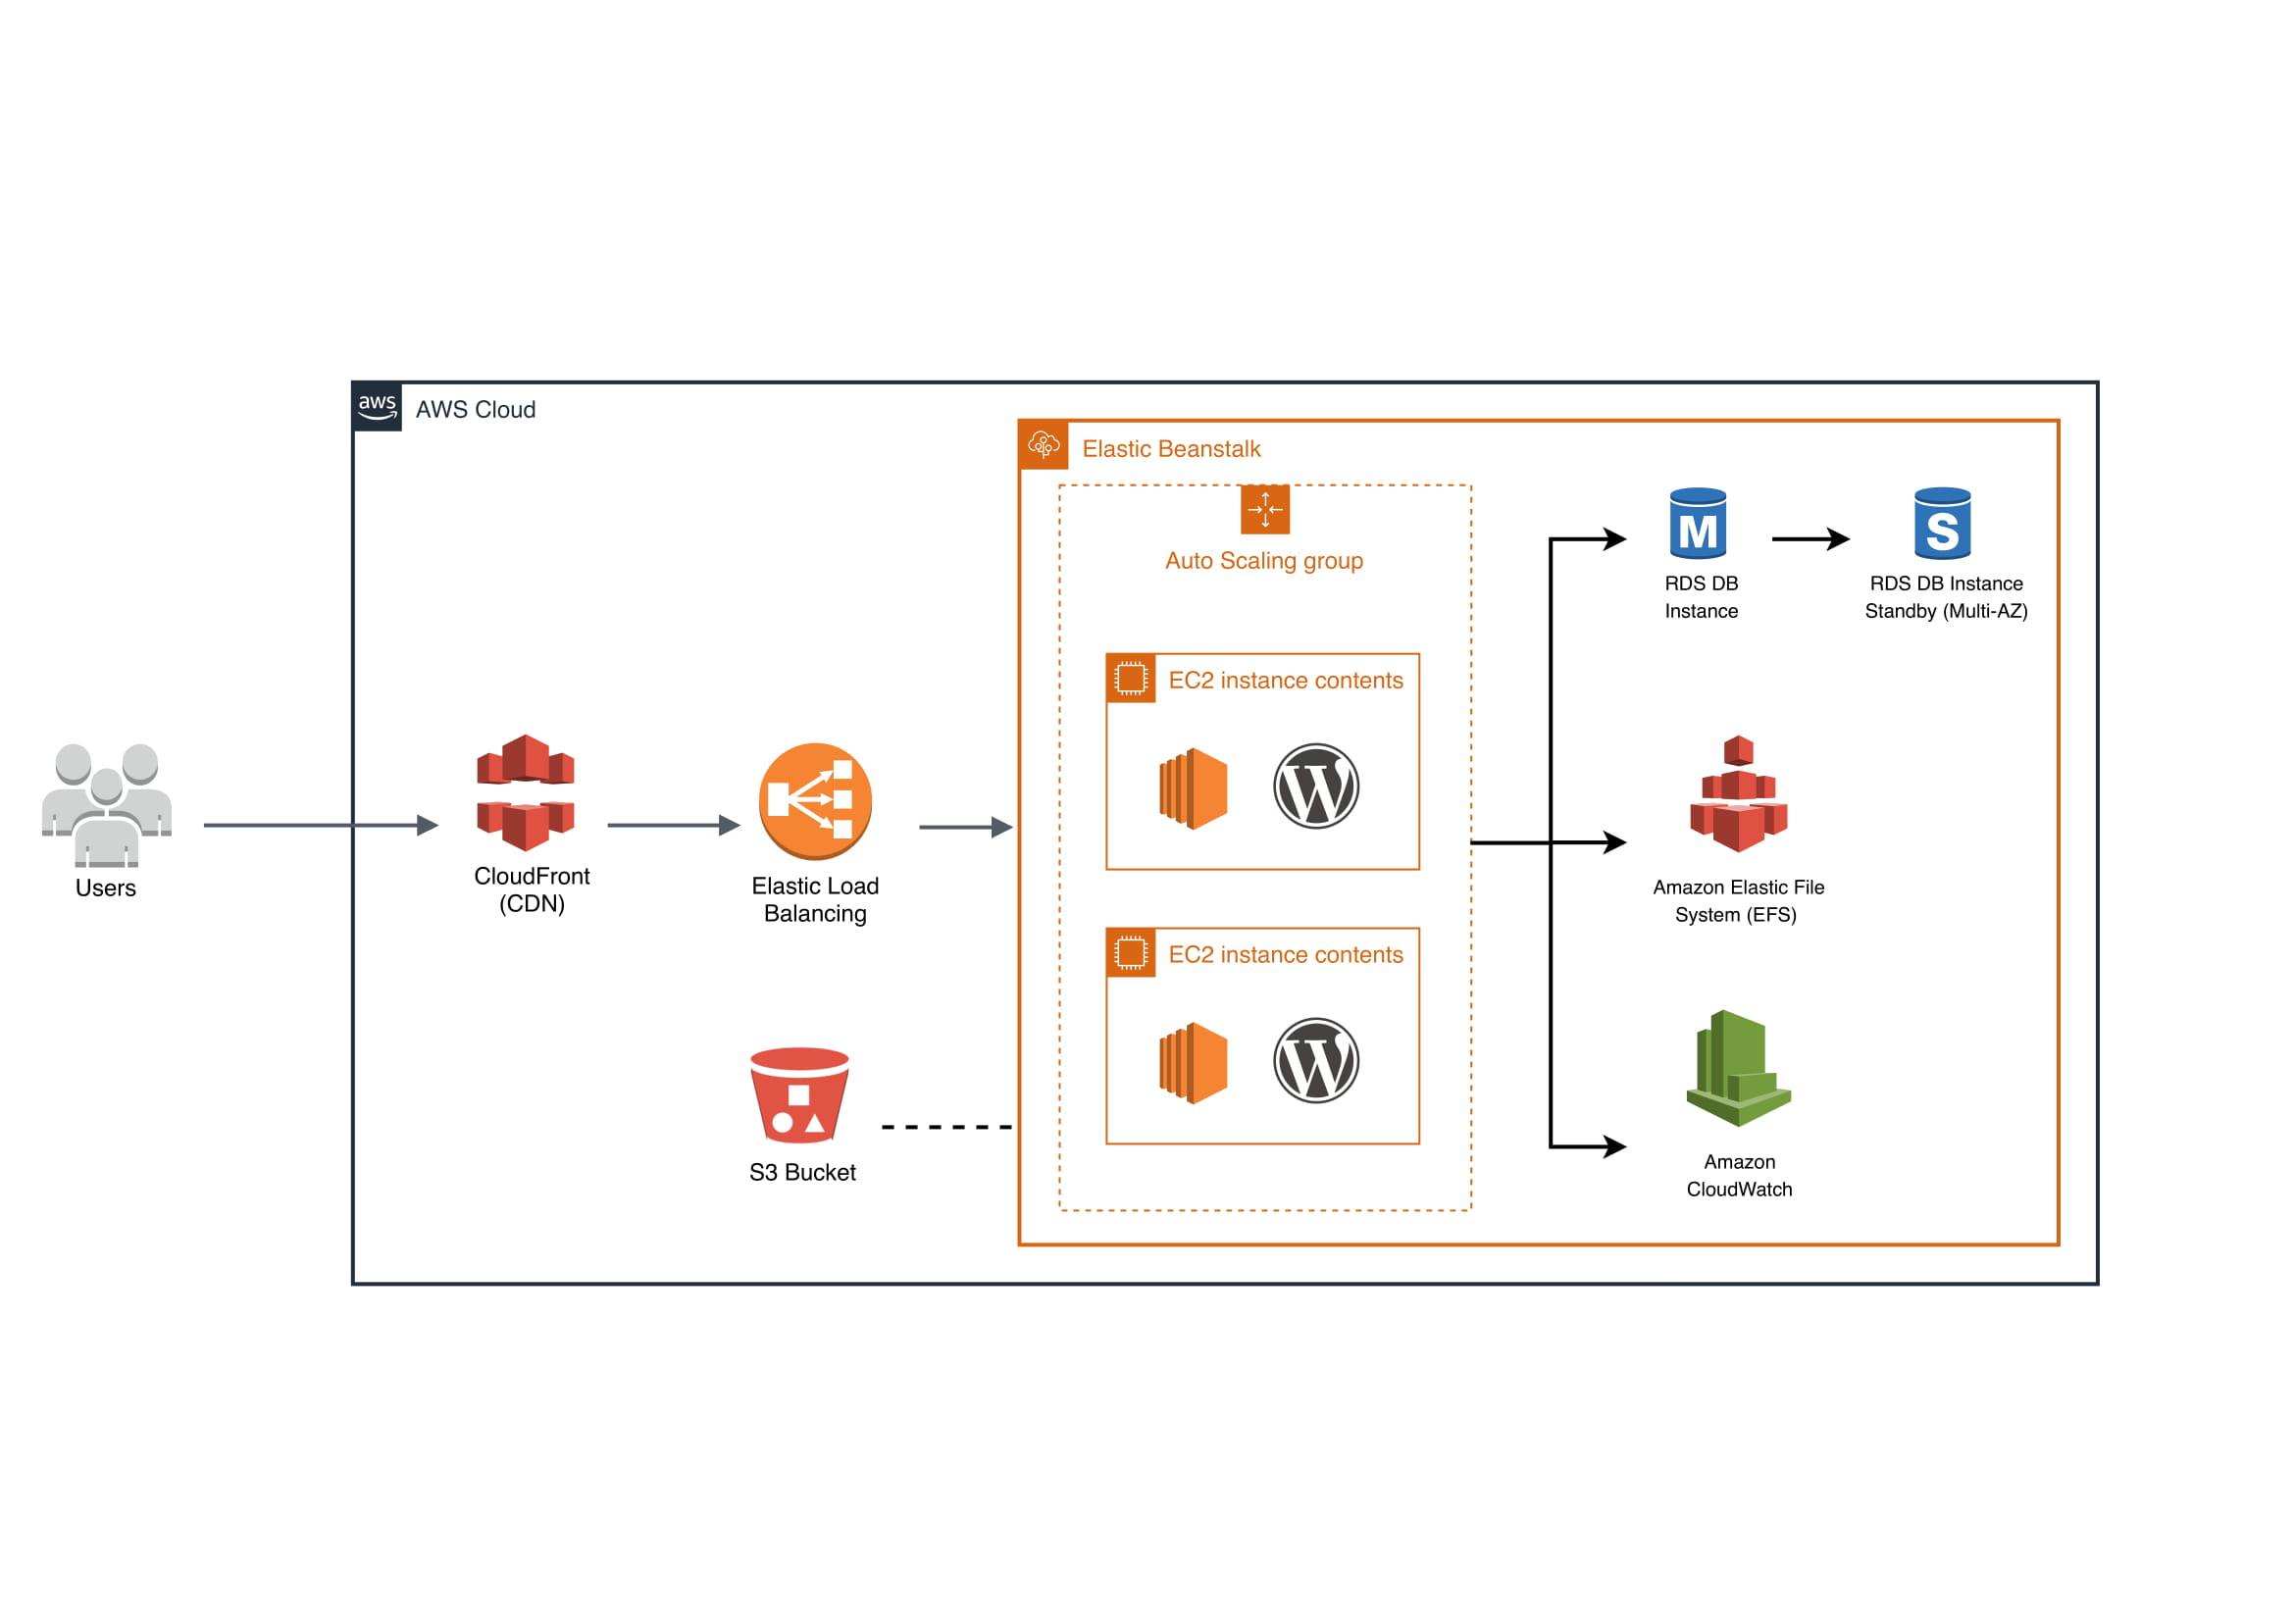 aws
AWS Cloud
Elastic Beanstalk
Auto Scaling group
M
S
RDS DB
Instance
RDS DB Instance
Standby (Multi-AZ)
EC2 instance contents
W
Users
CloudFront
(CDN)
Elastic Load
Balancing
Amazon Elastic File
System (EFS)
EC2 instance contents
W
S3 Bucket
Amazon
CloudWatch